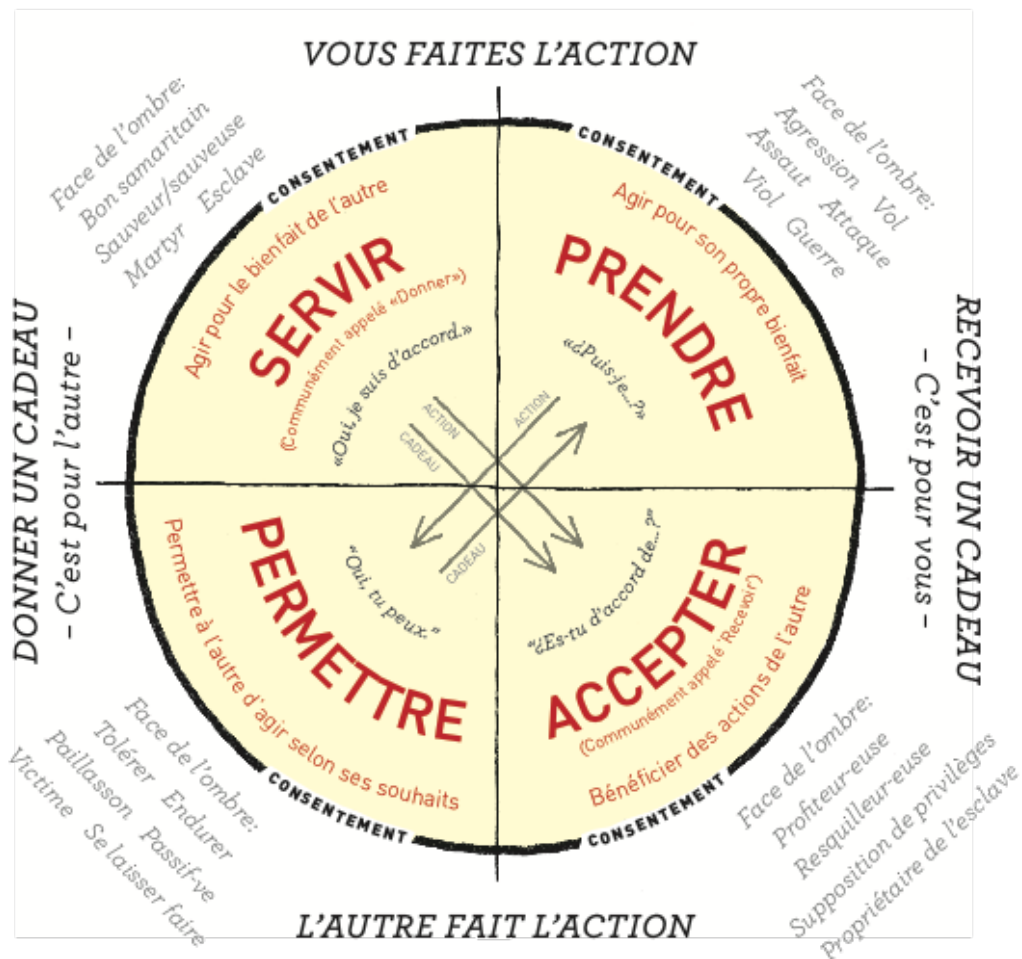 VOUS FAITES L'ACTION
Face de l'ombre:
Bon samaritain
Sauveur/sauveuse
Martyr Esclave
CONSENTEMENT
Agir pour le bienfait de l'autre
SERVIR
(Communément appelé «Donner»)
«Oui, je suis d'accord.»
Face de l'ombre:
Agression Vol
Assaut Attaque
Viol Guerre
CONSENTEMENT
Agir pour son propre bienfait
PRENDRE
«¿Puis-je...?»
DONNER UN CADEAU
– C'est pour l'autre –
RECEVOIR UN CADEAU
– C'est pour vous –
ACTION
CADEAU
ACTION
CADEAU
"Oui, tu peux."
PERMETTRE
Permettre à l'autre d'agir selon ses souhaits
CONSENTEMENT
Face de l'ombre:
Tolérer Endurer
Paillasson Passif-ve
Victime Se laisser faire
"¿Es-tu d'accord de...?"
ACCEPTER
(Communément appelé 'Recevoir')
Bénéficier des actions de l'autre
CONSENTEMENT
Face de l'ombre:
Profiteur-euse
Resquilleur-euse
Supposition de privilèges
Propriétaire de l'esclave
L'AUTRE FAIT L'ACTION